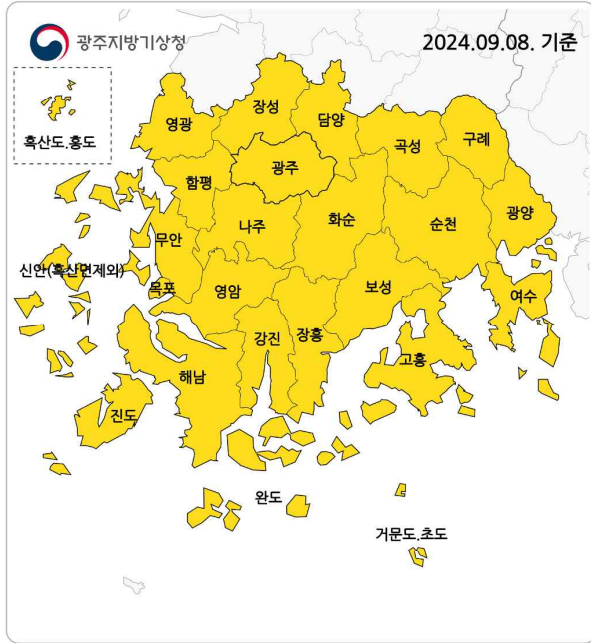 광주지방기상청
2024.09.08. 기준
흑산도.홍도
영광
장성
담양
곡성
구례
함평
광주
무안
나주
화순
순천
광양
신안(흑산면제외)
목포
영암
보성
여수
강진
장흥
고흥
해남
진도
완도
거문도.초도